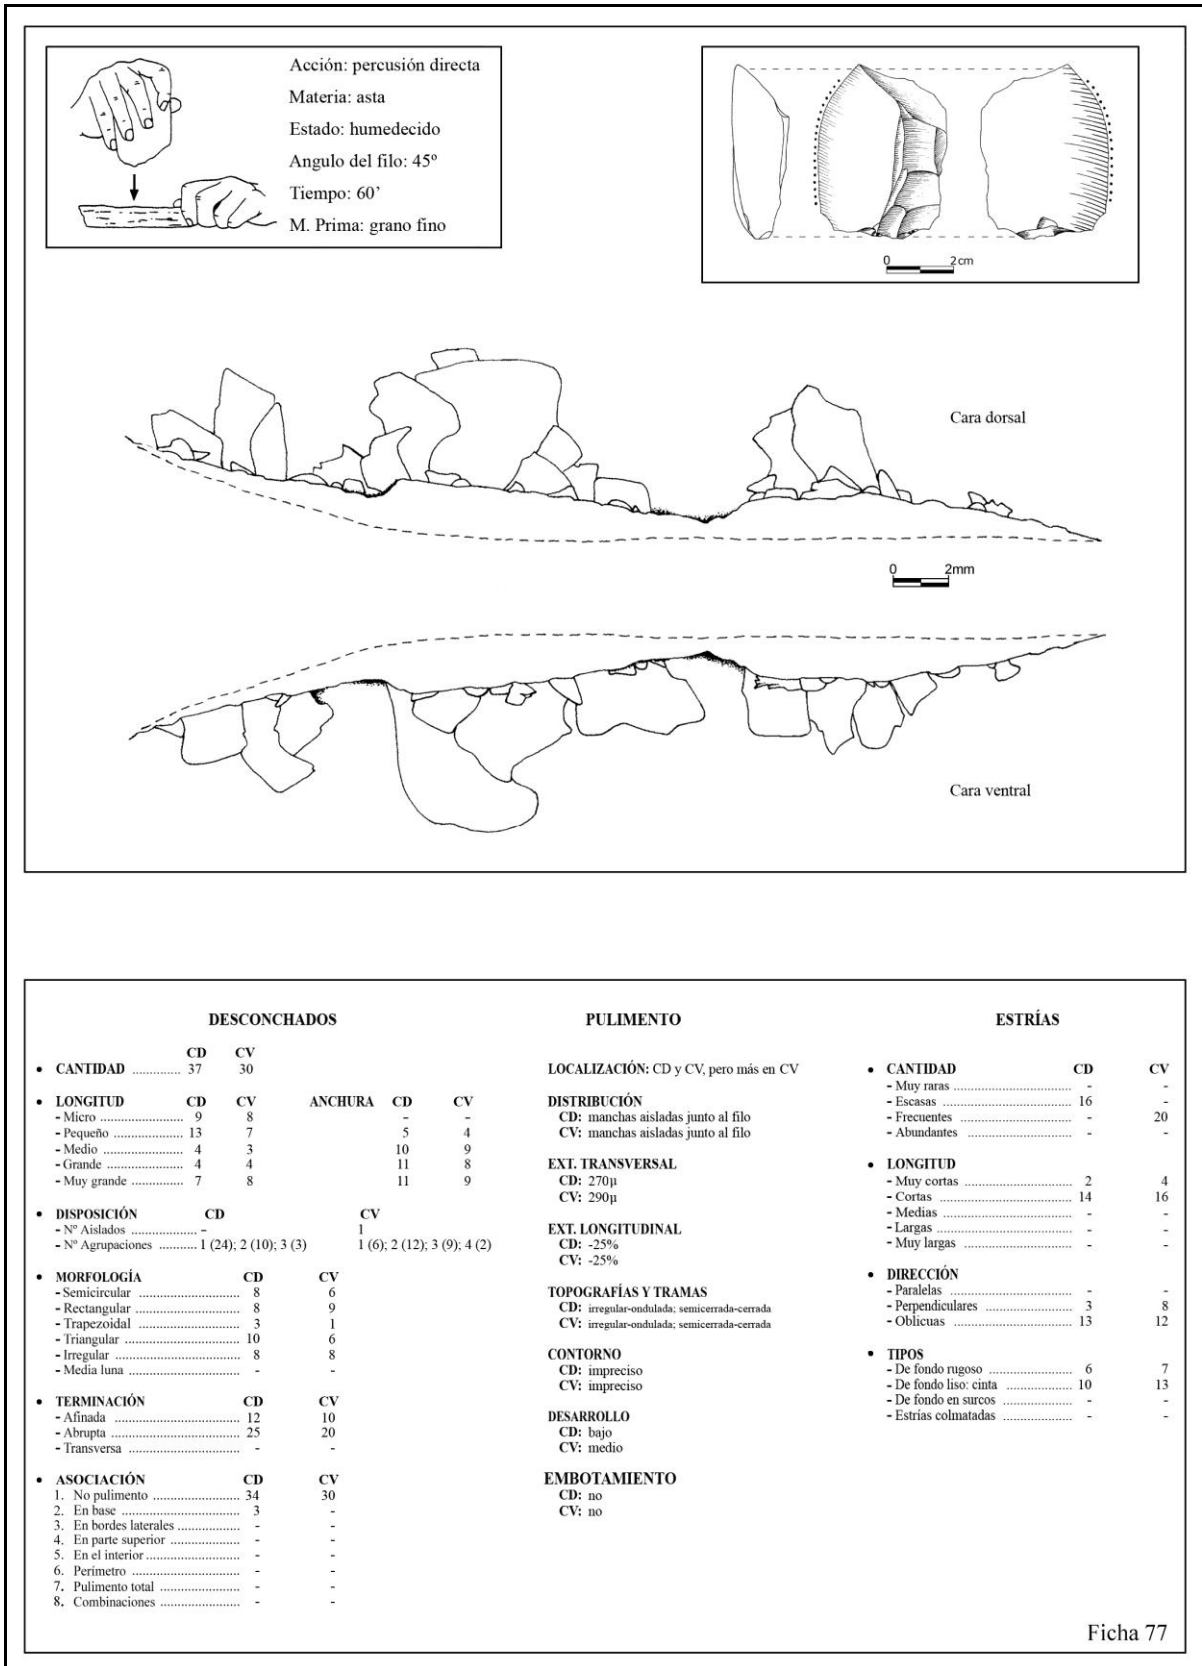 Acción: percusión directa
Materia: asta
Estado: humedecido
Angulo del filo: 45º
Tiempo: 60’
M. Prima: grano fino
0 2 cm
Cara dorsal
0 2mm
Cara ventral
DESCONCHADOS
CD CV
• CANTIDAD ............. 37 30
• LONGITUD CD CV ANCHURA CD CV
- Micro ...................... 9 8 - -
- Pequeño .................. 13 7 5 4
- Medio ..................... 4 3 10 9
- Grande .................... 4 4 11 8
- Muy grande .............. 7 8 11 9
• DISPOSICIÓN CD CV
- Nº Aislados ................. - 1
- Nº Agrupaciones .......... 1 (24); 2 (10); 3 (3) 1 (6); 2 (12); 3 (9); 4 (2)
• MORFOLOGÍA CD CV
- Semicircular ........................... 8 6
- Rectangular ............................ 8 9
- Trapezoidal ............................ 3 1
- Triangular .............................. 10 6
- Irregular ................................. 8 8
- Media luna ............................. - -
• TERMINACIÓN CD CV
- Afinada .................................. 12 10
- Abrupta .................................. 25 20
- Transversa .............................. - -
• ASOCIACIÓN CD CV
1. No pulimento ........................ 34 30
2. En base ................................. 3 -
3. En bordes laterales .................. - -
4. En parte superior .................... - -
5. En el interior .......................... - -
6. Perímetro .............................. - -
7. Pulimento total ....................... - -
8. Combinaciones ...................... - -
PULIMENTO
LOCALIZACIÓN: CD y CV, pero más en CV
DISTRIBUCIÓN
CD: manchas aisladas junto al filo
CV: manchas aisladas junto al filo
EXT. TRANSVERSAL
CD: 270µ
CV: 290µ
EXT. LONGITUDINAL
CD: -25%
CV: -25%
TOPOGRAFÍAS Y TRAMAS
CD: irregular-ondulada; semicerrada-cerrada
CV: irregular-ondulada; semicerrada-cerrada
CONTORNO
CD: impreciso
CV: impreciso
DESARROLLO
CD: bajo
CV: medio
EMBOTAMIENTO
CD: no
CV: no
ESTRÍAS
• CANTIDAD CD CV
- Muy raras ................................. - -
- Escasas .................................... 16 -
- Frecuentes ................................ - 20
- Abundantes .............................. - -
• LONGITUD
- Muy cortas ............................... 2 4
- Cortas ...................................... 14 16
- Medias ..................................... - -
- Largas ...................................... - -
- Muy largas ............................... - -
• DIRECCIÓN
- Paralelas .................................. - -
- Perpendiculares ........................ 3 8
- Oblicuas .................................. 13 12
• TIPOS
- De fondo rugoso ...................... 6 7
- De fondo liso: cinta .................. 10 13
- De fondo en surcos ................... - -
- Estrías colmatadas .................... - -
Ficha 77